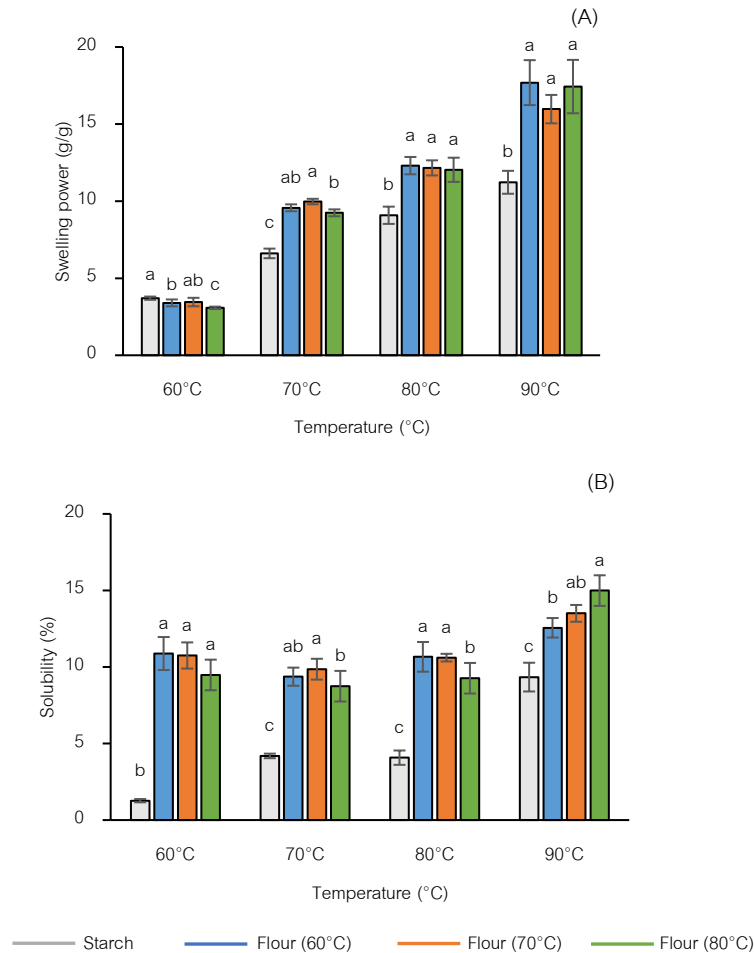 (A)
20
15
10
5
0
Swelling power (g/g)
a b ab c
c ab a b
b a a a
b a a a
60°C 70°C 80°C 90°C
Temperature (°C)
(B)
20
15
10
5
0
Solubility (%)
b a a a
c ab a b
c a a b
c b ab a
60°C 70°C 80°C 90°C
Temperature (°C)
Starch Flour (60°C) Flour (70°C) Flour (80°C)